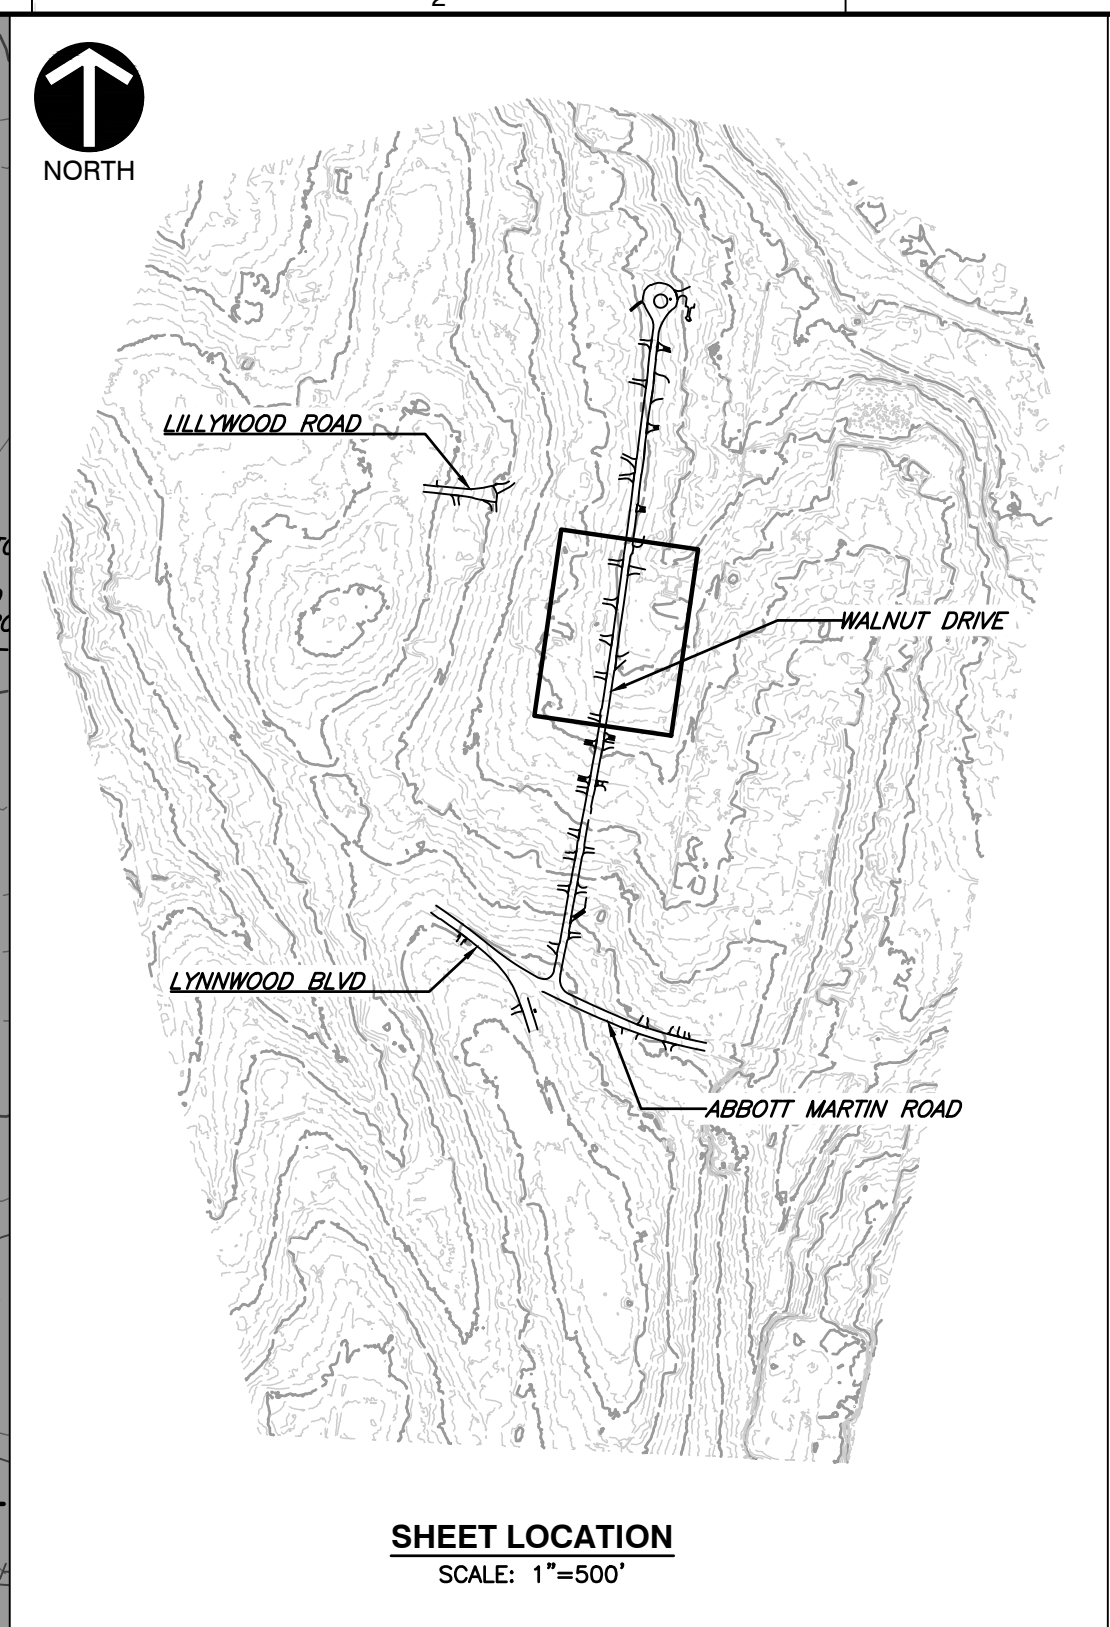 NORTH
LILLYWOOD ROAD
WALNUT DRIVE
LYNNWOOD BLVD
ABBOTT MARTIN ROAD
SHEET LOCATION
SCALE: 1"=500'